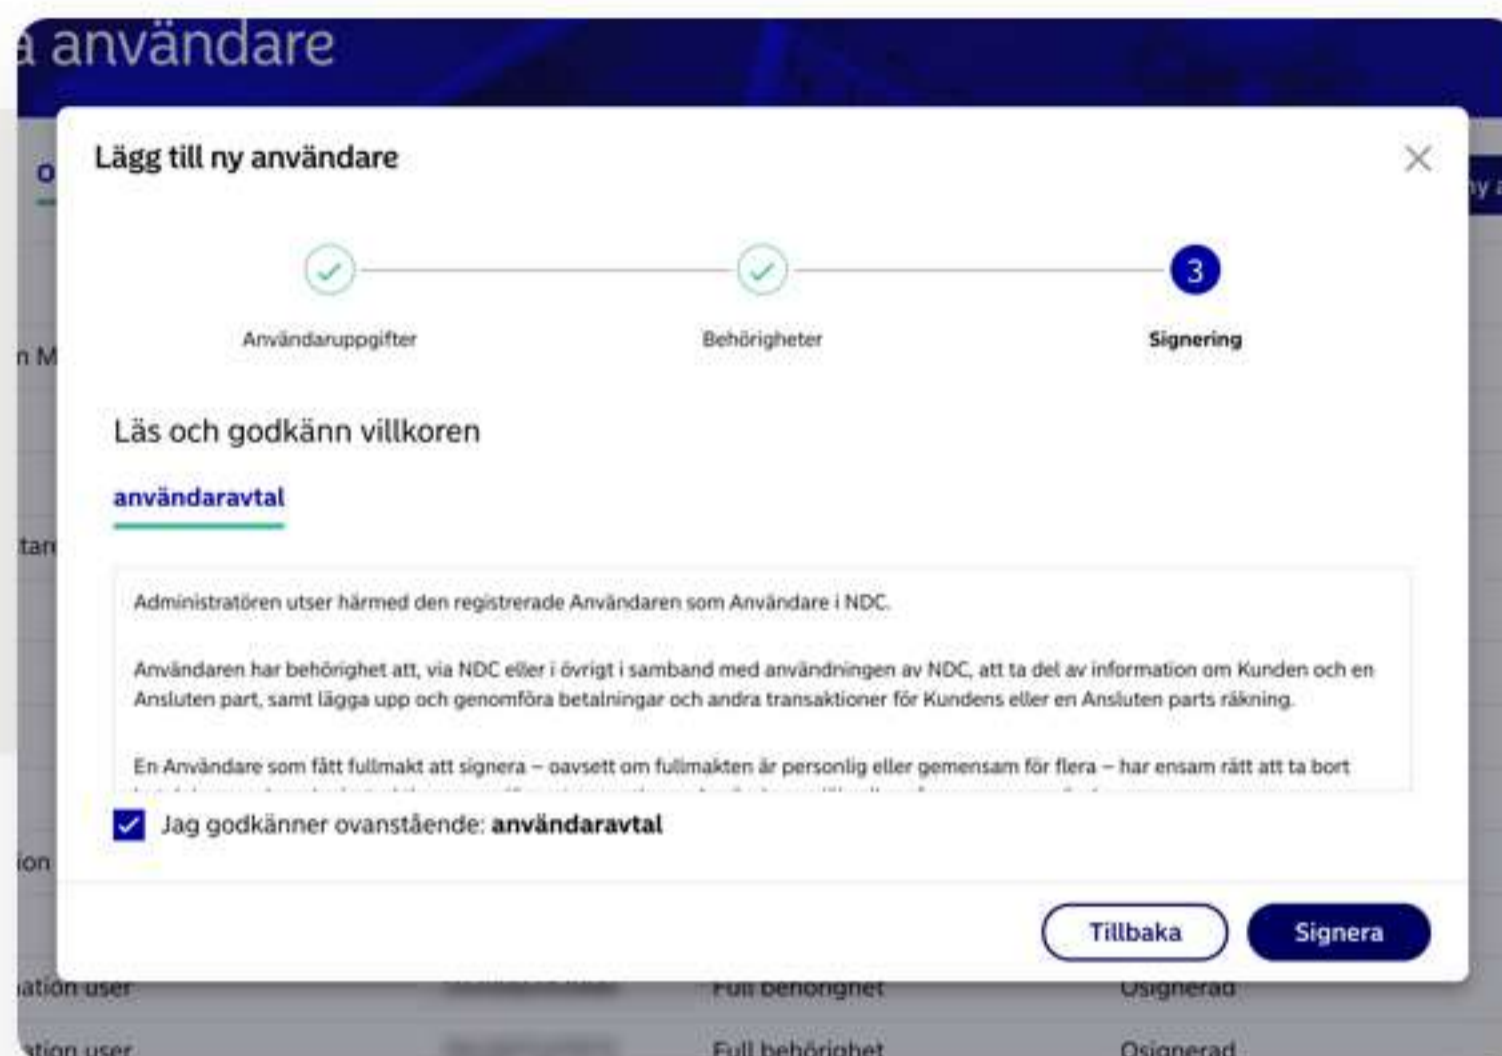 a användare
Lägg till ny användare
ny a
3
Användaruppgifter
Behörigheter
Signering
n M
Läs och godkänn villkoren
användaravtal
Administratören utser härmed den registrerade Användaren som Användare i NDC.
Användaren har behörighet att, via NDC eller i övrigt i samband med användningen av NDC, att ta del av information om Kunden och en
Ansluten part, samt lägga upp och genomföra betalningar och andra transaktioner för Kundens eller en Ansluten parts räkning.
En Användare som fått fullmakt att signera – oavsett om fullmakten är personlig eller gemensam för flera – har ensam rätt att ta bort
Jag godkänner ovanstående: användaravtal
ion
Tillbaka
Signera
ation user
Full behörighet
Osignerad
ation user
Full behörighet
Osignerad